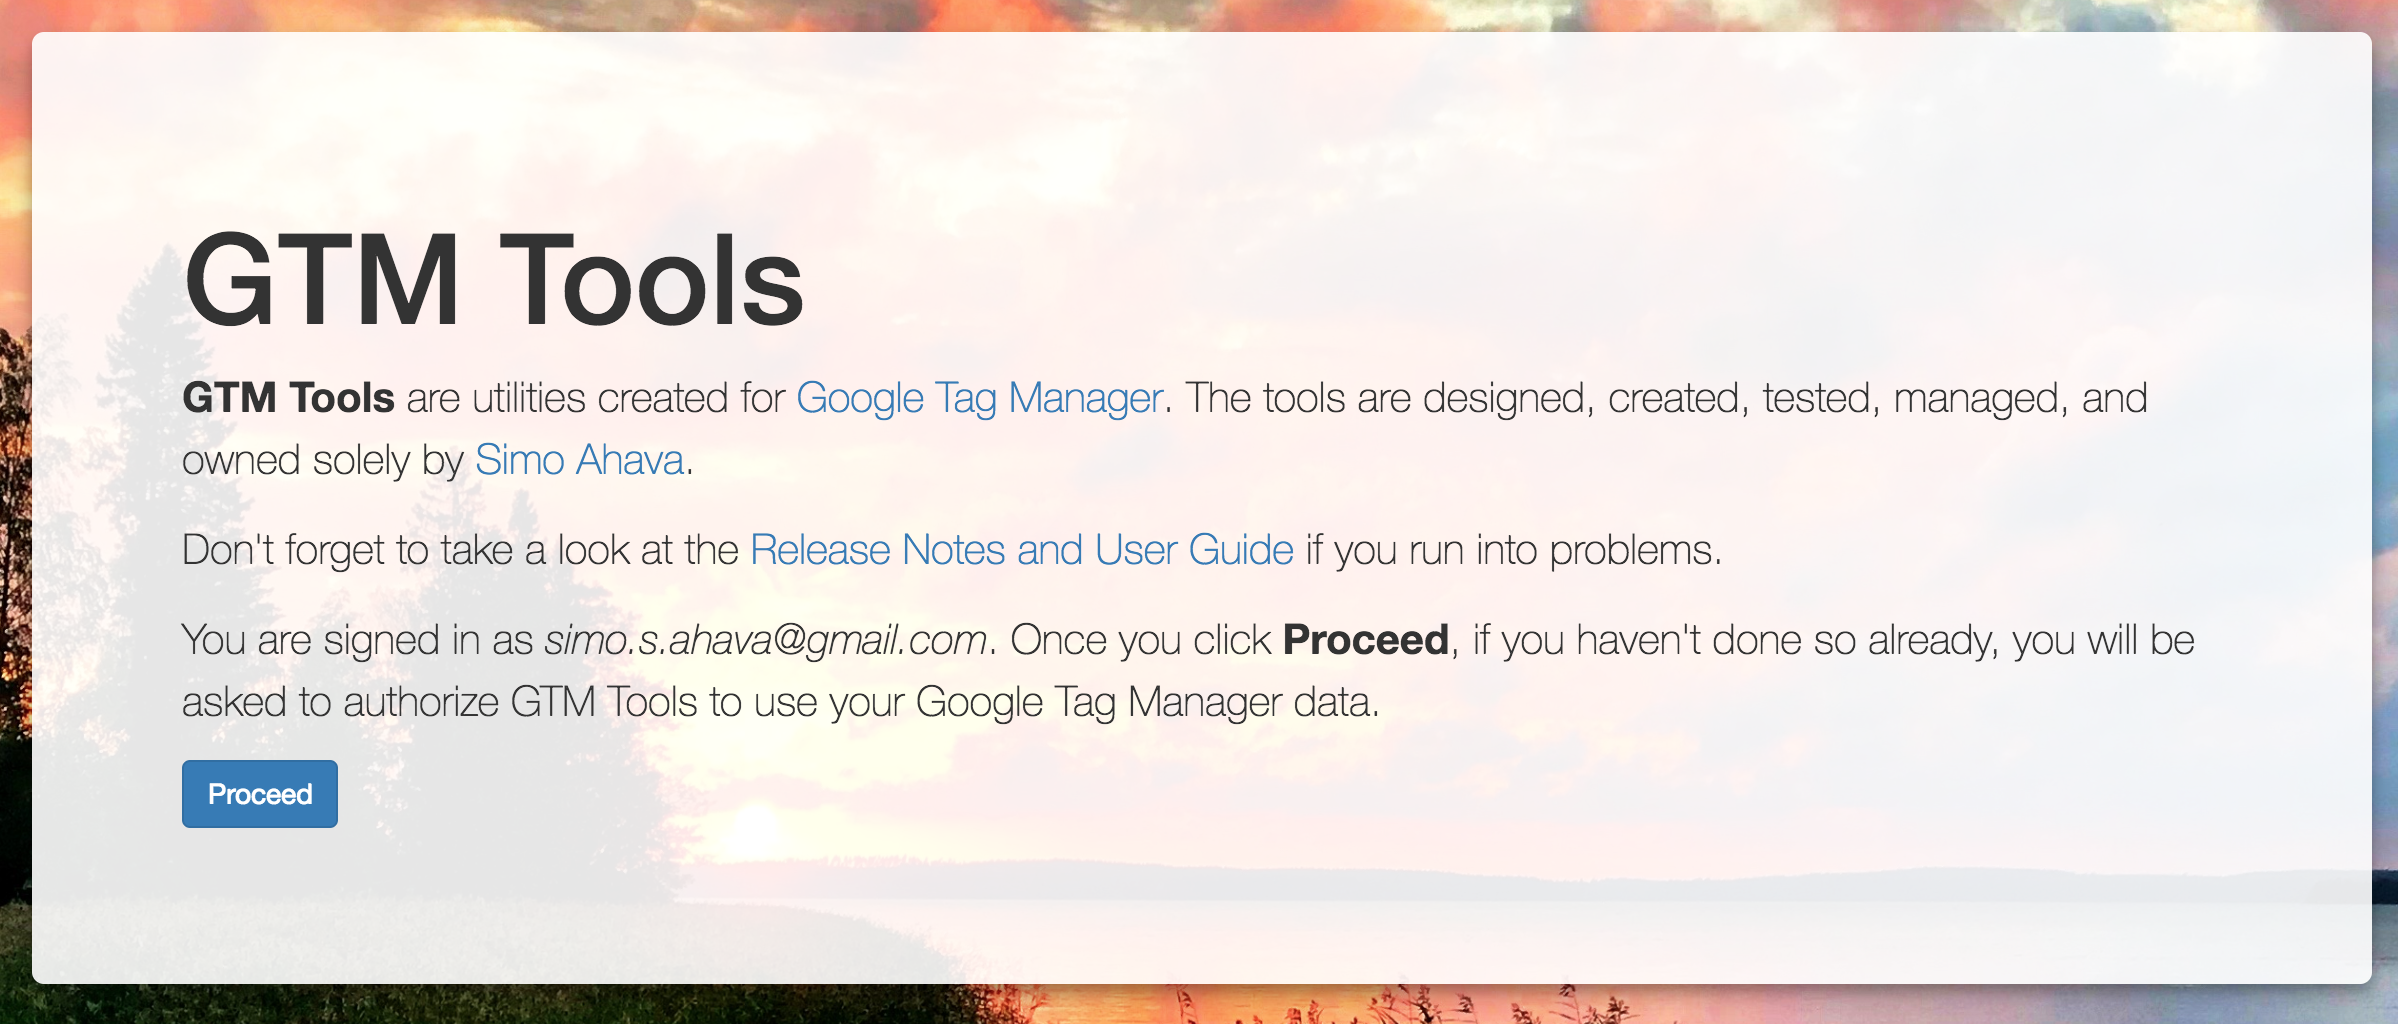 GTM Tools
GTM Tools are utilities created for Google Tag Manager. The tools are designed, created, tested, managed, and
owned solely by Simo Ahava.
Don't forget to take a look at the Release Notes and User Guide if you run into problems.
You are signed in as simo.s.ahava@gmail.com. Once you click Proceed, if you haven't done so already, you will be
asked to authorize GTM Tools to use your Google Tag Manager data.
Proceed